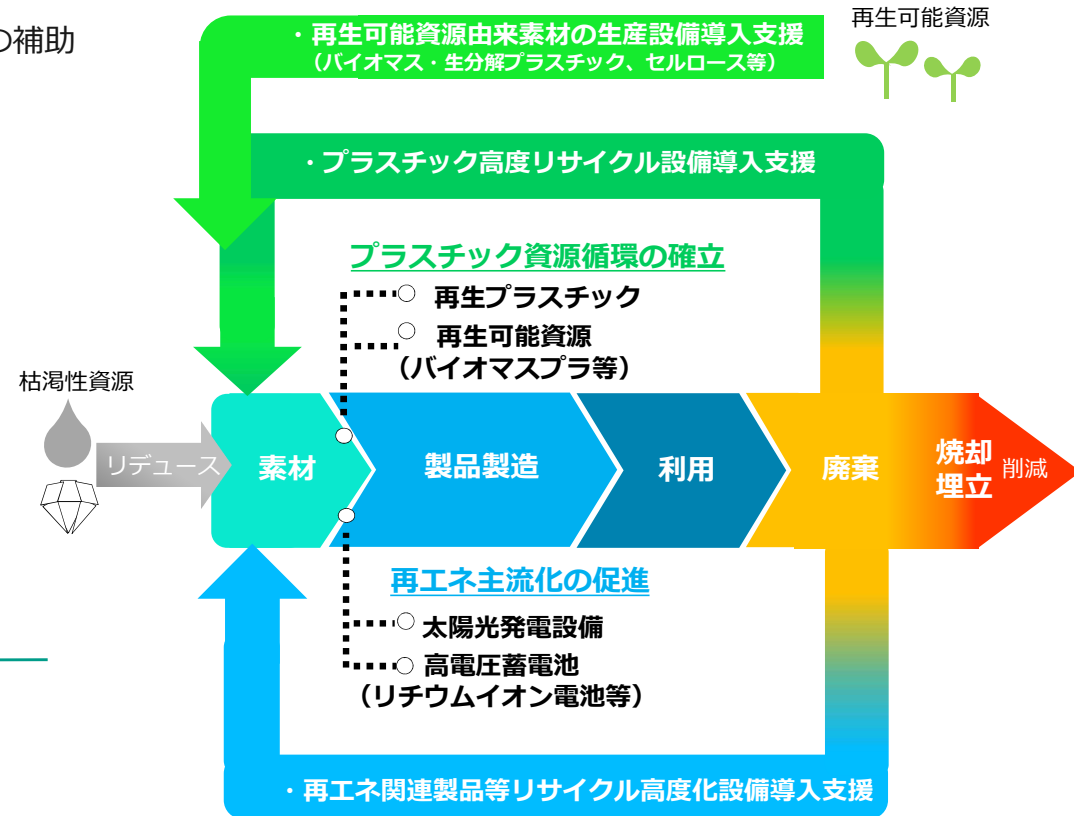 の補助
再生可能資源
・再生可能資源由来素材の生産設備導入支援
（バイオマス・生分解プラスチック、セルロース等）
・プラスチック高度リサイクル設備導入支援
プラスチック資源循環の確立
再生プラスチック
再生可能資源
（バイオマスプラ等）
枯渇性資源
リデュース
素材
製品製造
利用
廃棄
焼却
埋立
削減
再エネ主流化の促進
太陽光発電設備
高電圧蓄電池
（リチウムイオン電池等）
・再エネ関連製品等リサイクル高度化設備導入支援